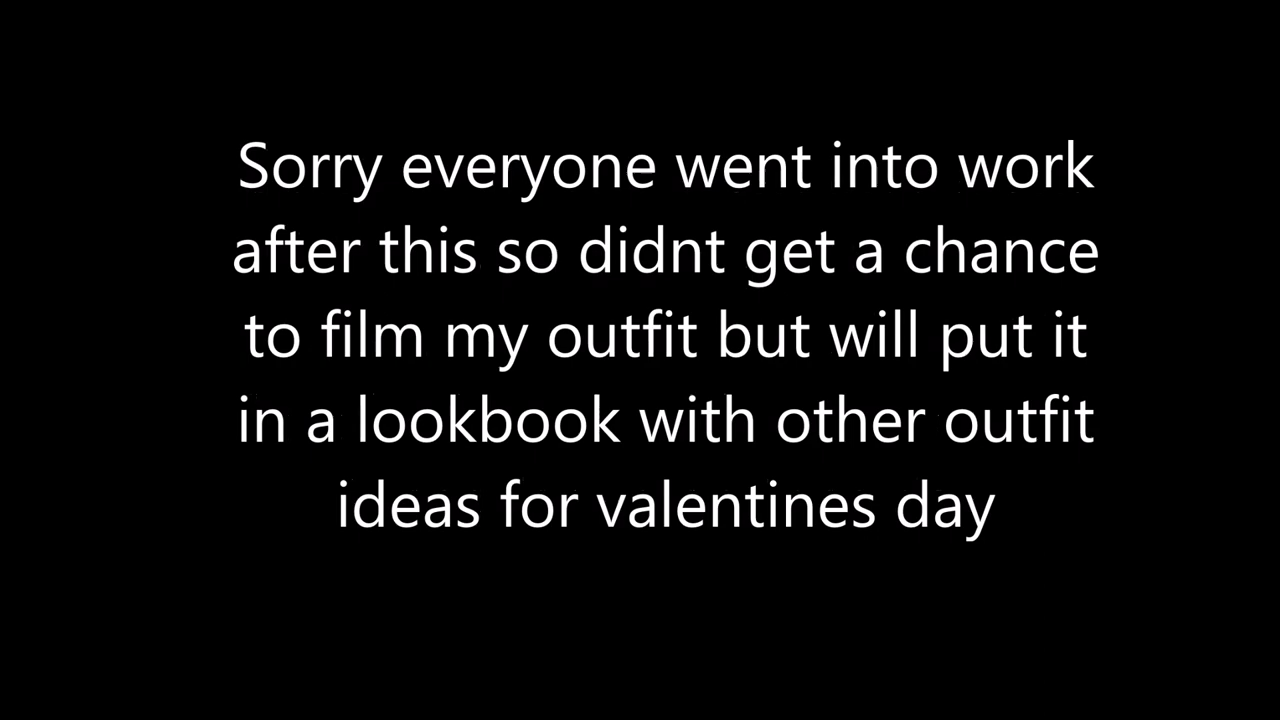 Sorry everyone went into work
after this so didnt get a chance
to film my outfit but will put it
in a lookbook with other outfit
ideas for valentines day